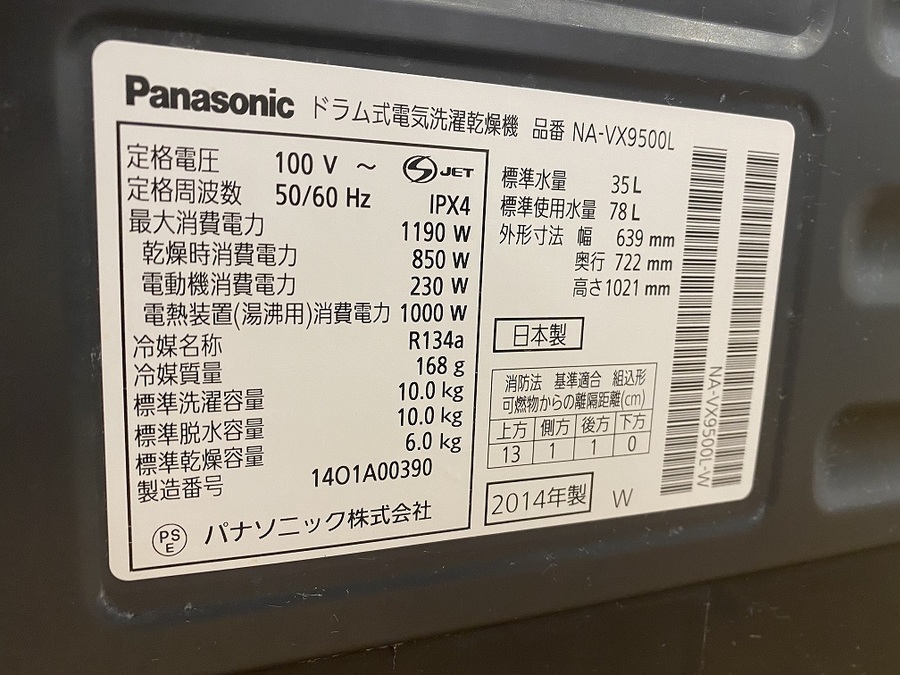 Panasonic ドラム式電気洗濯乾燥機 品番 NA-VX9500L
定格電圧 100 V ～ S JET
定格周波数 50/60 Hz IPX4
最大消費電力 1190 W
乾燥時消費電力 850 W
電動機消費電力 230 W
電熱装置(湯沸用)消費電力 1000 W
冷媒名称 R134a
冷媒質量 168 g
標準洗濯容量 10.0 kg
標準脱水容量 10.0 kg
標準乾燥容量 6.0 kg
製造番号 14O1A00390
PS
E
パナソニック株式会社
標準水量 35 L
標準使用水量 78 L
外形寸法 幅 639 mm
奥行 722 mm
高さ 1021 mm
日本製
消防法 基準適合 組込形
可燃物からの離隔距離(cm)
上方 側方 後方 下方
13 1 1 0
2014年製 W
NA-VX9500L-W